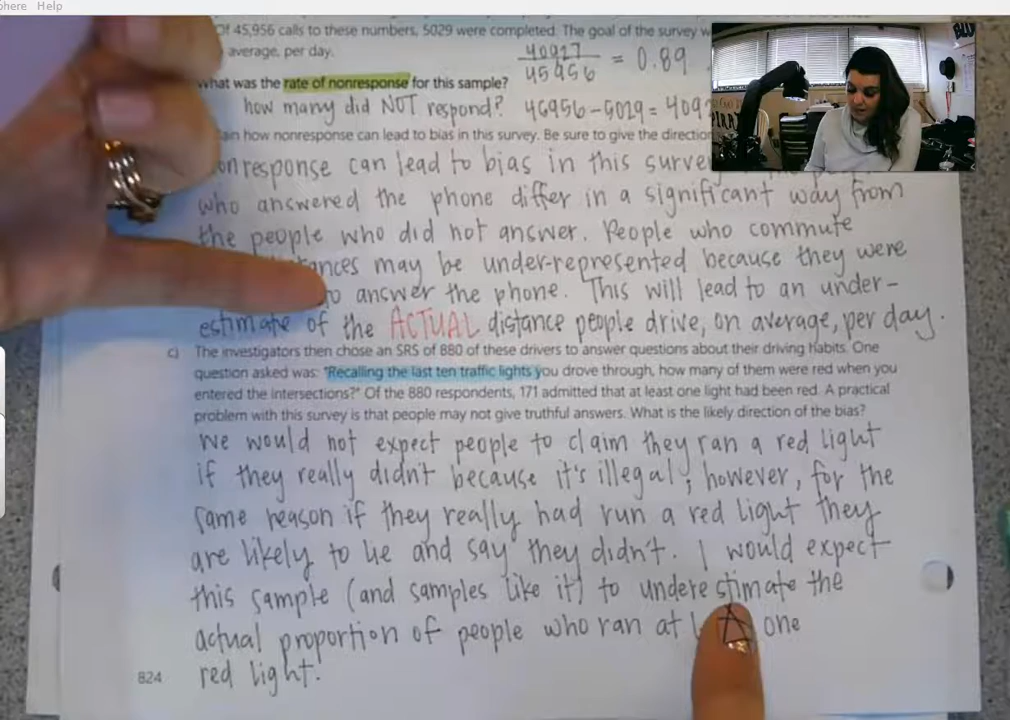 phere Help
Of 45,956 calls to these numbers, 5029 were completed. The goal of the survey w
average, per day.
40927
45956 = 0.89
What was the rate of nonresponse for this sample?
how many did NOT respond? 46956-5029= 409
ain how nonresponse can lead to bias in this survey. Be sure to give the direction
onresponse can lead to bias in this surve
who answered the phone differ in a significant way from
the people who did not answer. People who commute
tances may be under-represented because they were
to answer the phone. This will lead to an under-
estimate of the ACTUAL distance people drive, on average, per day.
c) The investigators then chose an SRS of 880 of these drivers to answer questions about their driving habits. One
question asked was: "Recalling the last ten traffic lights you drove through, how many of them were red when you
entered the intersections?" Of the 880 respondents, 171 admitted that at least one light had been red. A practical
problem with this survey is that people may not give truthful answers. What is the likely direction of the bias?
We would not expect people to claim they ran a red light
if they really didn't because it's illegal; however, for the
same reason if they really had run a red light they
are likely to lie and say they didn't. I would expect
this sample (and samples like it) to underestimate the
actual proportion of people who ran at one
red light.
824